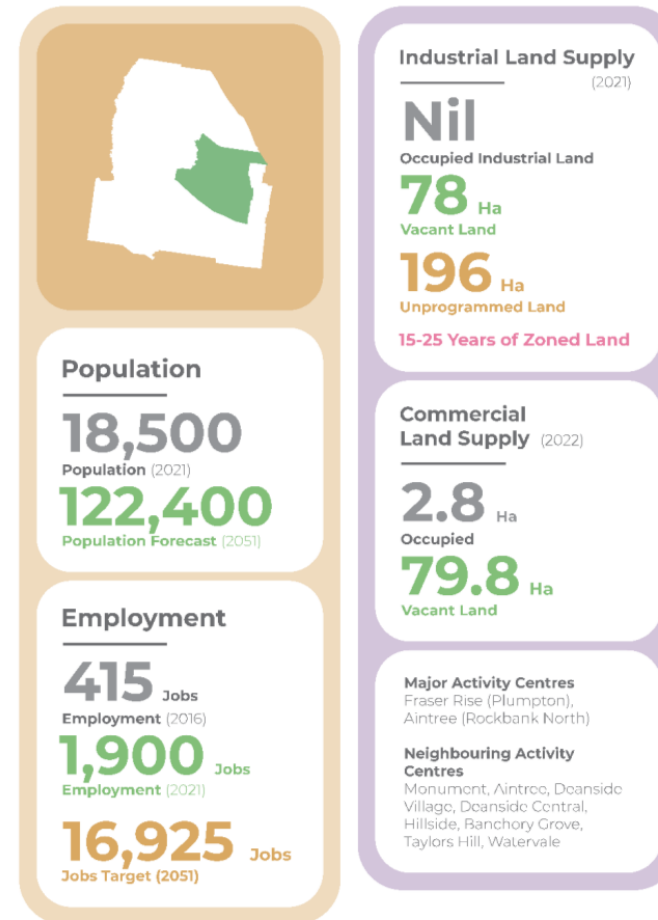 Population
18,500
Population (2021)
122,400
Population Forecast (2051)
Employment
415 Jobs
Employment (2016)
1,900 Jobs
Employment (2021)
16,925 Jobs
Jobs Target (2051)
Industrial Land Supply
(2021)
Nil
Occupied Industrial Land
78 Ha
Vacant Land
196 Ha
Unprogrammed Land
15-25 Years of Zoned Land
Commercial
Land Supply (2022)
2.8 Ha
Occupied
79.8 Ha
Vacant Land
Major Activity Centres
Fraser Rise (Plumpton),
Aintree (Rockbank North)
Neighbouring Activity
Centres
Monument, Aintree, Deanside
Village, Deanside Central,
Hillside, Banchory Grove,
Taylors Hill, Watervale